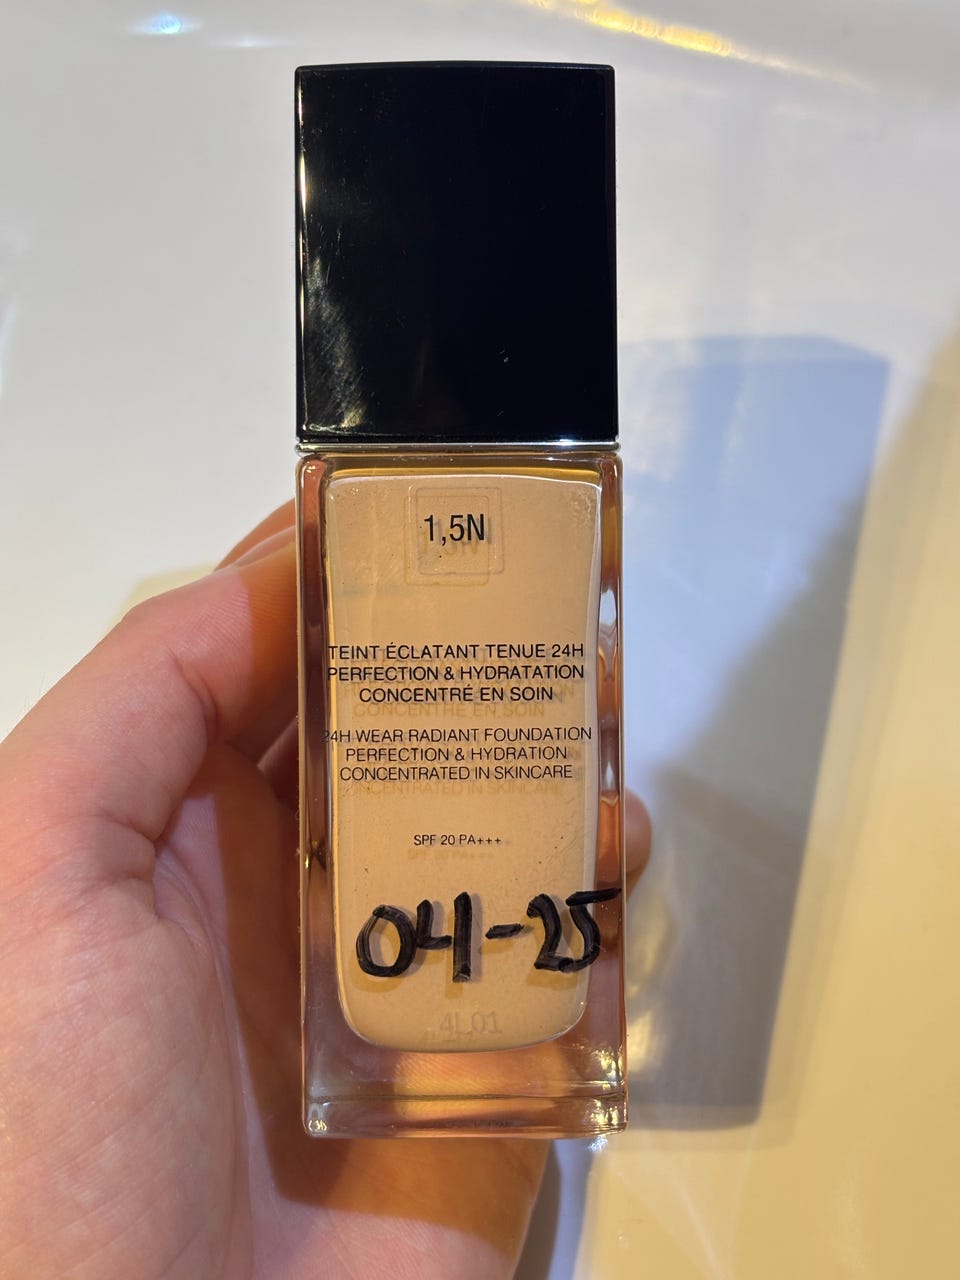 1,5N
TEINT ÉCLATANT TENUE 24H
PERFECTION & HYDRATATION
CONCENTRÉ EN SOIN
24H WEAR RADIANT FOUNDATION
PERFECTION & HYDRATION
CONCENTRATED IN SKINCARE
SPF 20 PA+++
04-25
4L01